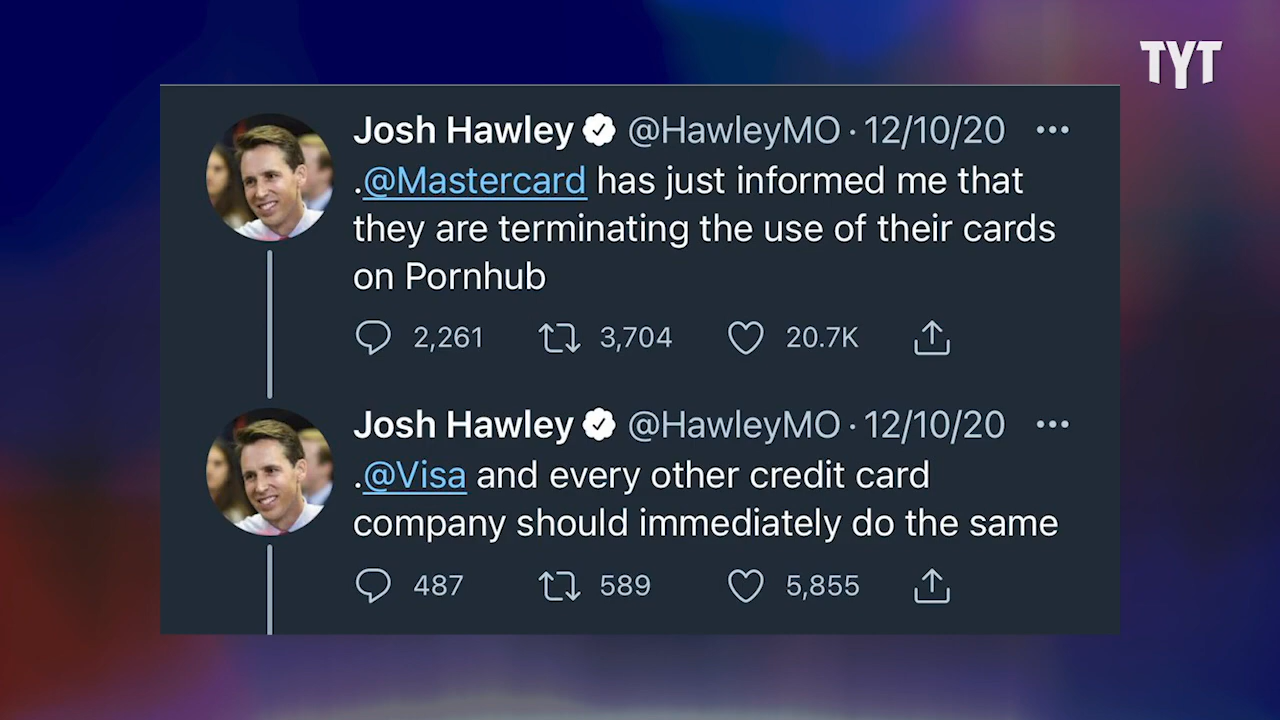 TYT
Josh Hawley @HawleyMO · 12/10/20
.@Mastercard has just informed me that
they are terminating the use of their cards
on Pornhub
2,261 3,704 20.7K
Josh Hawley @HawleyMO · 12/10/20
.@Visa and every other credit card
company should immediately do the same
487 589 5,855